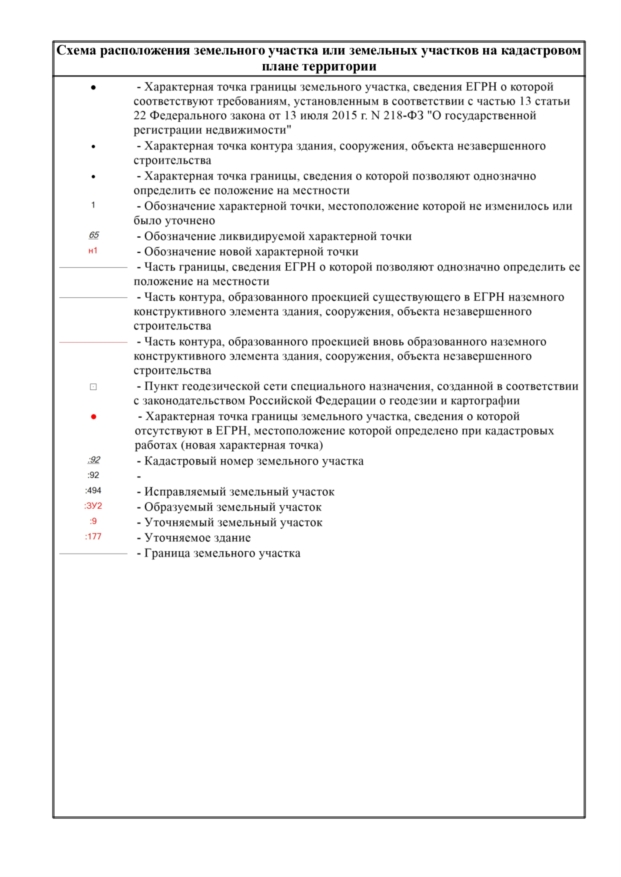 Схема расположения земельного участка или земельных участков на кадастровом
плане территории
- Характерная точка границы земельного участка, сведения ЕГРН о которой
соответствуют требованиям, установленным в соответствии с частью 13 статьи
22 Федерального закона от 13 июля 2015 г. N 218-ФЗ "О государственной
регистрации недвижимости"
- Характерная точка контура здания, сооружения, объекта незавершенного
строительства
- Характерная точка границы, сведения о которой позволяют однозначно
определить ее положение на местности
1 - Обозначение характерной точки, местоположение которой не изменилось или
было уточнено
65 - Обозначение ликвидируемой характерной точки
н1 - Обозначение новой характерной точки
- Часть границы, сведения ЕГРН о которой позволяют однозначно определить ее
положение на местности
- Часть контура, образованного проекцией существующего в ЕГРН наземного
конструктивного элемента здания, сооружения, объекта незавершенного
строительства
- Часть контура, образованного проекцией вновь образованного наземного
конструктивного элемента здания, сооружения, объекта незавершенного
строительства
- Пункт геодезической сети специального назначения, созданной в соответствии
с законодательством Российской Федерации о геодезии и картографии
- Характерная точка границы земельного участка, сведения о которой
отсутствуют в ЕГРН, местоположение которой определено при кадастровых
работах (новая характерная точка)
:92 - Кадастровый номер земельного участка
:92 -
:494 - Исправляемый земельный участок
:ЗУ2 - Образуемый земельный участок
:9 - Уточняемый земельный участок
:177 - Уточняемое здание
- Граница земельного участка